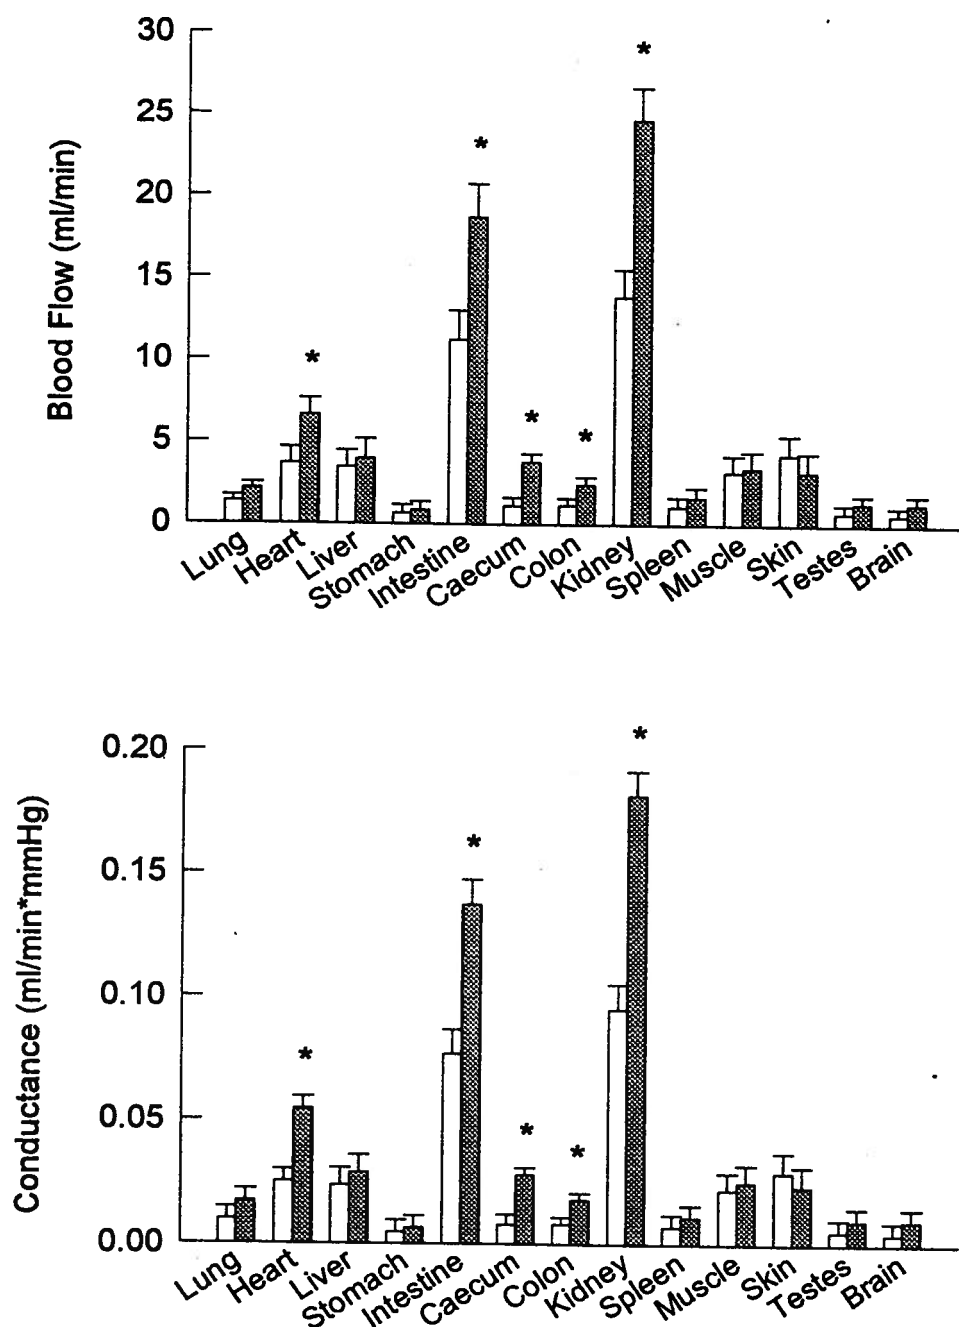 30
25
20
15
10
5
0
Blood Flow (ml/min)
*
*
*
*
*
Lung
Heart
Liver
Stomach
Intestine
Caecum
Colon
Kidney
Spleen
Muscle
Skin
Testes
Brain
0.20
0.15
0.10
0.05
0.00
Conductance (ml/min*mmHg)
*
*
*
*
*
Lung
Heart
Liver
Stomach
Intestine
Caecum
Colon
Kidney
Spleen
Muscle
Skin
Testes
Brain